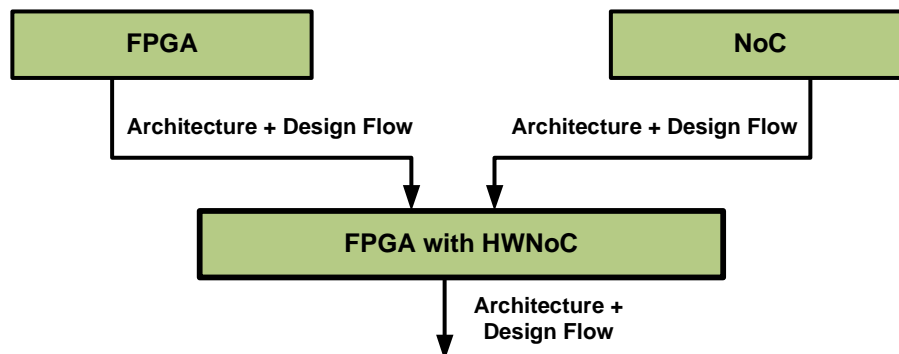 FPGA
NoC
Architecture + Design Flow
Architecture + Design Flow
FPGA with HWNoC
Architecture +
Design Flow